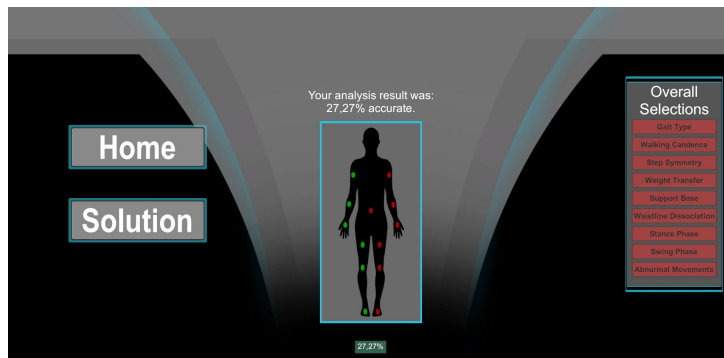 Your analysis result was:
27,27% accurate.
Home
Solution
Overall
Selections
Gait Type
Walking Candence
Step Symmetry
Weight Transfer
Support Base
Waistline Dissociation
Stance Phase
Swing Phase
Abnormal Movements
27,27%